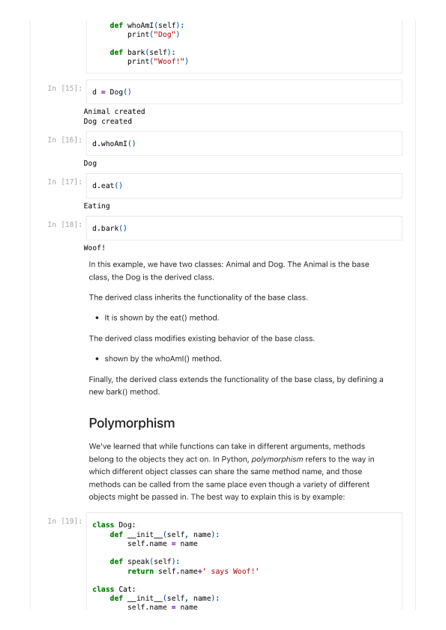 def whoAmI(self):
print("Dog")
def bark(self):
print("Woof!")
In [15]: d = Dog()
Animal created
Dog created
In [16]: d.whoAmI()
Dog
In [17]: d.eat()
Eating
In [18]: d.bark()
Woof!
In this example, we have two classes: Animal and Dog. The Animal is the base
class, the Dog is the derived class.
The derived class inherits the functionality of the base class.
• It is shown by the eat() method.
The derived class modifies existing behavior of the base class.
• shown by the whoAmI() method.
Finally, the derived class extends the functionality of the base class, by defining a
new bark() method.
Polymorphism
We've learned that while functions can take in different arguments, methods
belong to the objects they act on. In Python, polymorphism refers to the way in
which different object classes can share the same method name, and those
methods can be called from the same place even though a variety of different
objects might be passed in. The best way to explain this is by example:
In [19]: class Dog:
def __init__(self, name):
self.name = name
def speak(self):
return self.name+' says Woof!'
class Cat:
def __init__(self, name):
self.name = name